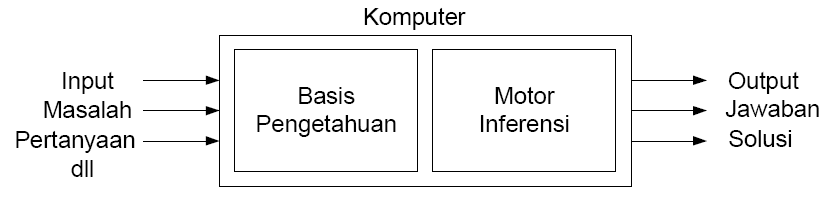 Komputer
Input
Masalah
Pertanyaan
dll
Basis
Pengetahuan
Motor
Inferensi
Output
Jawaban
Solusi